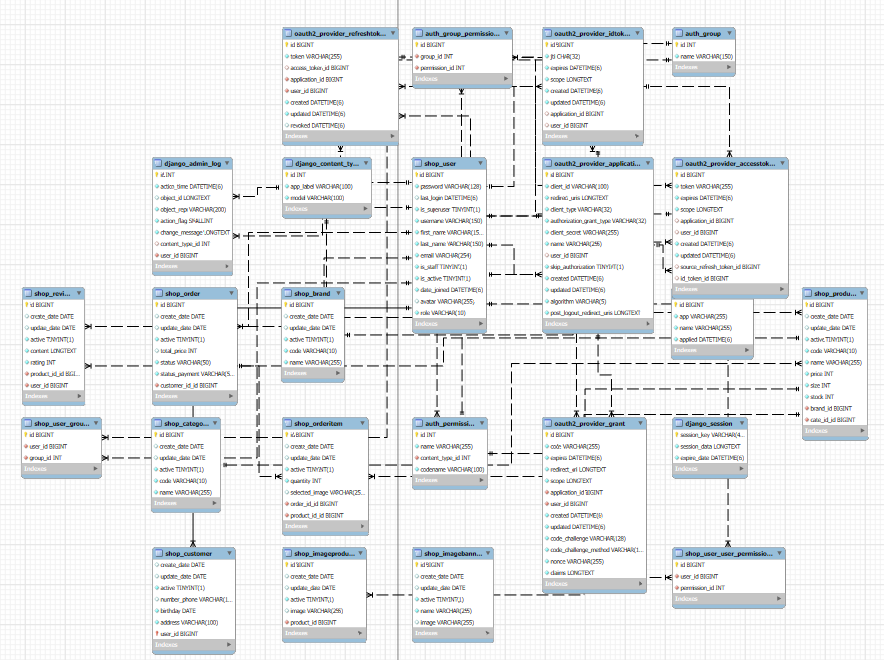 oauth2_provider_refreshtok...
id BIGINT
token VARCHAR(255)
access_token_id BIGINT
application_id BIGINT
user_id BIGINT
created DATETIME(6)
updated DATETIME(6)
revoked DATETIME(6)
Indexes
auth_group_permissio...
id BIGINT
group_id INT
permission_id INT
Indexes
oauth2_provider_idtok...
id BIGINT
jti CHAR(32)
expires DATETIME(6)
scope LONGTEXT
created DATETIME(6)
updated DATETIME(6)
application_id BIGINT
user_id BIGINT
Indexes
auth_group
id INT
name VARCHAR(150)
Indexes
django_admin_log
id INT
action_time DATETIME(6)
object_id LONGTEXT
object_repr VARCHAR(200)
action_flag SMALLINT
change_message LONGTEXT
content_type_id INT
user_id BIGINT
Indexes
django_content_ty...
id INT
app_label VARCHAR(100)
model VARCHAR(100)
Indexes
shop_user
id BIGINT
password VARCHAR(128)
last_login DATETIME(6)
is_superuser TINYINT(1)
username VARCHAR(150)
first_name VARCHAR(15...
last_name VARCHAR(150)
email VARCHAR(254)
is_staff TINYINT(1)
is_active TINYINT(1)
date_joined DATETIME(6)
avatar VARCHAR(255)
role VARCHAR(10)
Indexes
oauth2_provider_applicati...
id BIGINT
client_id VARCHAR(100)
redirect_uris LONGTEXT
client_type VARCHAR(32)
authorization_grant_type VARCHAR(32)
client_secret VARCHAR(255)
name VARCHAR(255)
user_id BIGINT
skip_authorization TINYINT(1)
created DATETIME(6)
updated DATETIME(6)
algorithm VARCHAR(5)
post_logout_redirect_uris LONGTEXT
Indexes
oauth2_provider_accesstok...
id BIGINT
token VARCHAR(255)
expires DATETIME(6)
scope LONGTEXT
application_id BIGINT
user_id BIGINT
created DATETIME(6)
updated DATETIME(6)
source_refresh_token_id BIGINT
id_token_id BIGINT
Indexes
shop_revi...
id BIGINT
create_date DATE
update_date DATE
active TINYINT(1)
content LONGTEXT
rating INT
product_id_id BIGI...
user_id BIGINT
Indexes
shop_order
id BIGINT
create_date DATE
update_date DATE
active TINYINT(1)
total_price INT
status VARCHAR(50)
status_payment VARCHAR(5...
customer_id_id BIGINT
Indexes
shop_brand
id BIGINT
create_date DATE
update_date DATE
active TINYINT(1)
code VARCHAR(10)
name VARCHAR(255)
Indexes
id BIGINT
app VARCHAR(255)
name VARCHAR(255)
applied DATETIME(6)
Indexes
shop_produ...
id BIGINT
create_date DATE
update_date DATE
active TINYINT(1)
code VARCHAR(10)
name VARCHAR(255)
price INT
size INT
stock INT
brand_id BIGINT
cate_id_id BIGINT
Indexes
shop_user_grou...
id BIGINT
user_id BIGINT
group_id INT
Indexes
shop_catego...
id BIGINT
create_date DATE
update_date DATE
active TINYINT(1)
code VARCHAR(10)
name VARCHAR(255)
Indexes
shop_orderitem
id BIGINT
create_date DATE
update_date DATE
active TINYINT(1)
quantity INT
selected_image VARCHAR(25...
order_id_id BIGINT
product_id_id BIGINT
Indexes
auth_permissi...
id INT
name VARCHAR(255)
content_type_id INT
codename VARCHAR(100)
Indexes
oauth2_provider_grant
id BIGINT
code VARCHAR(255)
expires DATETIME(6)
redirect_uri LONGTEXT
scope LONGTEXT
application_id BIGINT
user_id BIGINT
created DATETIME(6)
updated DATETIME(6)
code_challenge VARCHAR(128)
code_challenge_method VARCHAR(1...
nonce VARCHAR(255)
claims LONGTEXT
Indexes
django_session
session_key VARCHAR(4...
session_data LONGTEXT
expire_date DATETIME(6)
Indexes
shop_customer
create_date DATE
update_date DATE
active TINYINT(1)
number_phone VARCHAR(1...
birthday DATE
address VARCHAR(100)
user_id BIGINT
Indexes
shop_imageprodu...
id BIGINT
create_date DATE
update_date DATE
active TINYINT(1)
image VARCHAR(255)
product_id BIGINT
Indexes
shop_imagebann...
id BIGINT
create_date DATE
update_date DATE
active TINYINT(1)
name VARCHAR(255)
image VARCHAR(255)
Indexes
shop_user_user_permissio...
id BIGINT
user_id BIGINT
permission_id INT
Indexes